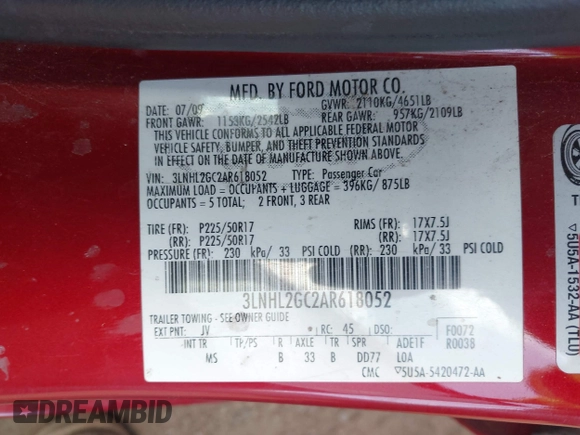 MFD. BY FORD MOTOR CO.
DATE: 07/09 GVWR: 2110KG/4651LB
FRONT GAWR: 1153KG/2542LB REAR GAWR: 957KG/2109LB
THIS VEHICLE CONFORMS TO ALL APPLICABLE FEDERAL MOTOR
VEHICLE SAFETY, BUMPER, AND THEFT PREVENTION STANDARDS
IN EFFECT ON THE DATE OF MANUFACTURE SHOWN ABOVE.
VIN: 3LNHL2GC2AR618052 TYPE: Passenger Car
MAXIMUM LOAD = OCCUPANTS + LUGGAGE = 396KG/ 875LB
OCCUPANTS = 5 TOTAL; 2 FRONT, 3 REAR
TIRE (FR): P225/50R17 RIMS (FR): 17X7.5J
(RR): P225/50R17 (RR): 17X7.5J
PRESSURE (FR): 230 kPa/ 33 PSI COLD (RR): 230 kPa/ 33 PSI COLD
3LNHL2GC2AR618052
TRAILER TOWING - SEE OWNER GUIDE
EXT PNT: JV RC: 45 DSO: F0072
INT TR TP/PS R AXLE TR SPR ADE1F R0038
MS B 33 B DD77 LOA
CMC ▽5U5A-5420472-AA
▽5U5A-1532-AA (TLU)
DREAMBID